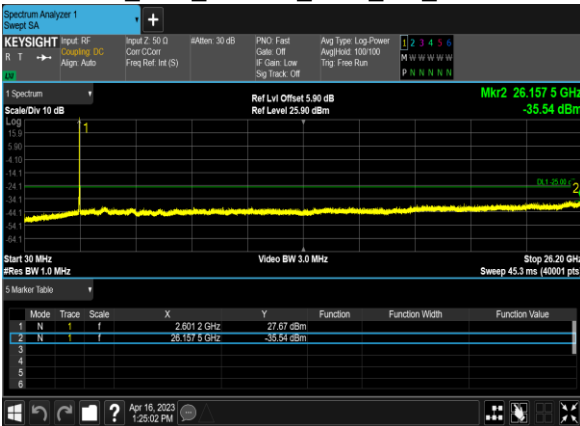 Spectrum Analyzer 1
Swept SA
KEYSIGHT
R T
LV
Input: RF
Coupling: DC
Align: Auto
Input Z: 50 Ω
Corr CCorr
Freq Ref: Int (S)
#Atten: 30 dB
PNO: Fast
Gate: Off
IF Gain: Low
Sig Track: Off
Avg Type: Log-Power
Avg|Hold: 100/100
Trig: Free Run
1 2 3 4 5 6
M W W W W W
P N N N N N
1 Spectrum
Scale/Div 10 dB
Log
Ref Lvl Offset 5.90 dB
Ref Level 25.90 dBm
Mkr2 26.157 5 GHz
-35.54 dBm
15.9
5.90
-4.10
-14.1
-24.1
-34.1
-44.1
-54.1
-64.1
1
2
Start 30 MHz
#Res BW 1.0 MHz
Video BW 3.0 MHz
Stop 26.20 GHz
Sweep 45.3 ms (40001 pts)
5 Marker Table
Mode Trace Scale X Y Function Function Width Function Value
1 N 1 f 2.601 2 GHz 27.67 dBm
2 N 1 f 26.157 5 GHz -35.54 dBm
3
4
5
6
?
Apr 16, 2023
1:25:02 PM